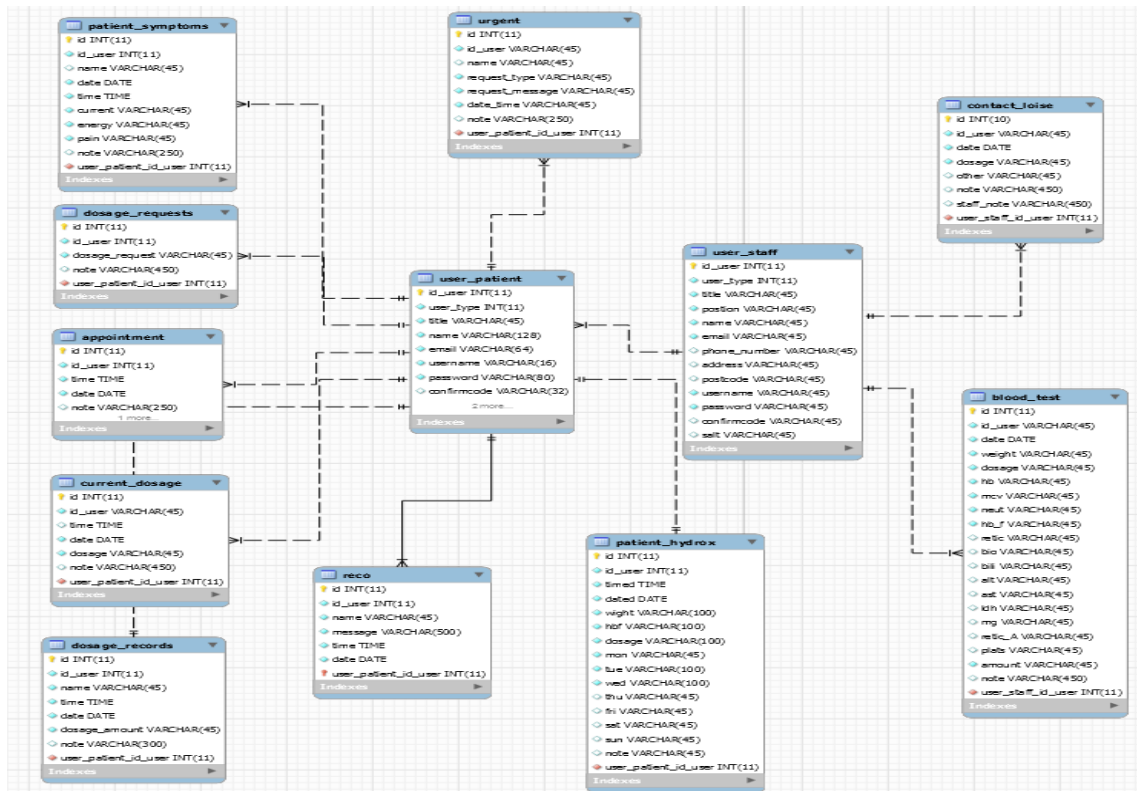 patient_symptoms
id INT(11)
id_user INT(11)
name VARCHAR(45)
date DATE
time TIME
current VARCHAR(45)
energy VARCHAR(45)
pain VARCHAR(45)
note VARCHAR(250)
user_patient_id_user INT(11)
Indexes
urgent
id INT(11)
id_user VARCHAR(45)
name VARCHAR(45)
request_type VARCHAR(45)
request_message VARCHAR(45)
date_time VARCHAR(45)
note VARCHAR(250)
user_patient_id_user INT(11)
Indexes
contact_loise
id INT(10)
id_user VARCHAR(45)
date DATE
dosage VARCHAR(45)
other VARCHAR(45)
note VARCHAR(450)
staff_note VARCHAR(450)
user_staff_id_user INT(11)
Indexes
dosage_requests
id INT(11)
id_user INT(11)
dosage_request VARCHAR(45)
note VARCHAR(450)
user_patient_id_user INT(11)
Indexes
user_patient
id_user INT(11)
user_type INT(11)
title VARCHAR(45)
name VARCHAR(128)
email VARCHAR(64)
username VARCHAR(16)
password VARCHAR(80)
confirmcode VARCHAR(32)
2 more...
Indexes
user_staff
id_user INT(11)
user_type INT(11)
title VARCHAR(45)
postion VARCHAR(45)
name VARCHAR(45)
email VARCHAR(45)
phone_number VARCHAR(45)
address VARCHAR(45)
postcode VARCHAR(45)
username VARCHAR(45)
password VARCHAR(45)
confirmcode VARCHAR(45)
salt VARCHAR(45)
Indexes
appointment
id INT(11)
id_user INT(11)
time TIME
date DATE
note VARCHAR(250)
1 more...
Indexes
blood_test
id INT(11)
id_user VARCHAR(45)
date DATE
weight VARCHAR(45)
dosage VARCHAR(45)
hb VARCHAR(45)
mcv VARCHAR(45)
neut VARCHAR(45)
hb_f VARCHAR(45)
retic VARCHAR(45)
bio VARCHAR(45)
bili VARCHAR(45)
alt VARCHAR(45)
ast VARCHAR(45)
ldh VARCHAR(45)
mg VARCHAR(45)
retic_A VARCHAR(45)
plats VARCHAR(45)
amount VARCHAR(45)
note VARCHAR(450)
user_staff_id_user INT(11)
Indexes
current_dosage
id INT(11)
id_user VARCHAR(45)
time TIME
date DATE
dosage VARCHAR(45)
note VARCHAR(450)
user_patient_id_user INT(11)
Indexes
reco
id INT(11)
id_user INT(11)
name VARCHAR(45)
message VARCHAR(500)
time TIME
date DATE
user_patient_id_user INT(11)
Indexes
patient_hydrox
id INT(11)
id_user INT(11)
timed TIME
dated DATE
wight VARCHAR(100)
hbf VARCHAR(100)
dosage VARCHAR(100)
mon VARCHAR(45)
tue VARCHAR(100)
wed VARCHAR(100)
thu VARCHAR(45)
fri VARCHAR(45)
sat VARCHAR(45)
sun VARCHAR(45)
note VARCHAR(45)
user_patient_id_user INT(11)
Indexes
dosage_records
id INT(11)
id_user INT(11)
name VARCHAR(45)
time TIME
date DATE
dosage_amount VARCHAR(45)
note VARCHAR(300)
user_patient_id_user INT(11)
Indexes